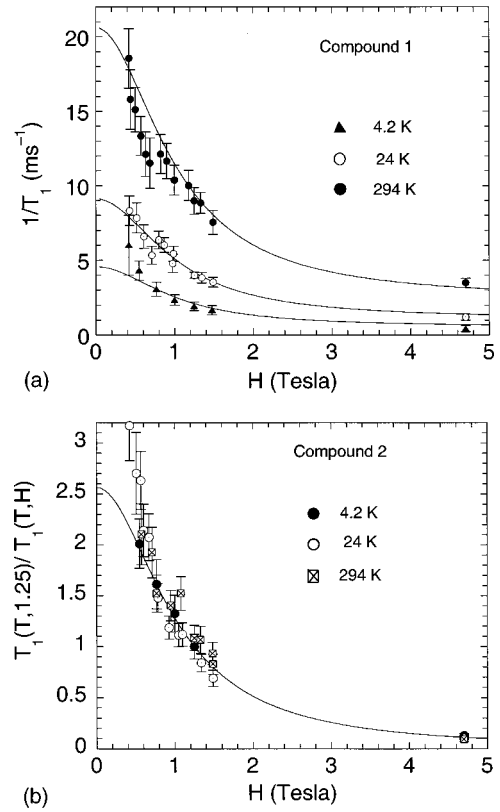 20
15
10
5
0
1/T₁ (ms⁻¹)
Compound 1
4.2 K
24 K
294 K
0 1 2 3 4 5
(a)
H (Tesla)
3
2.5
2
1.5
1
0.5
0
T₁(T,1.25)/ T₁(T,H)
Compound 2
4.2 K
24 K
294 K
0 1 2 3 4 5
(b)
H (Tesla)